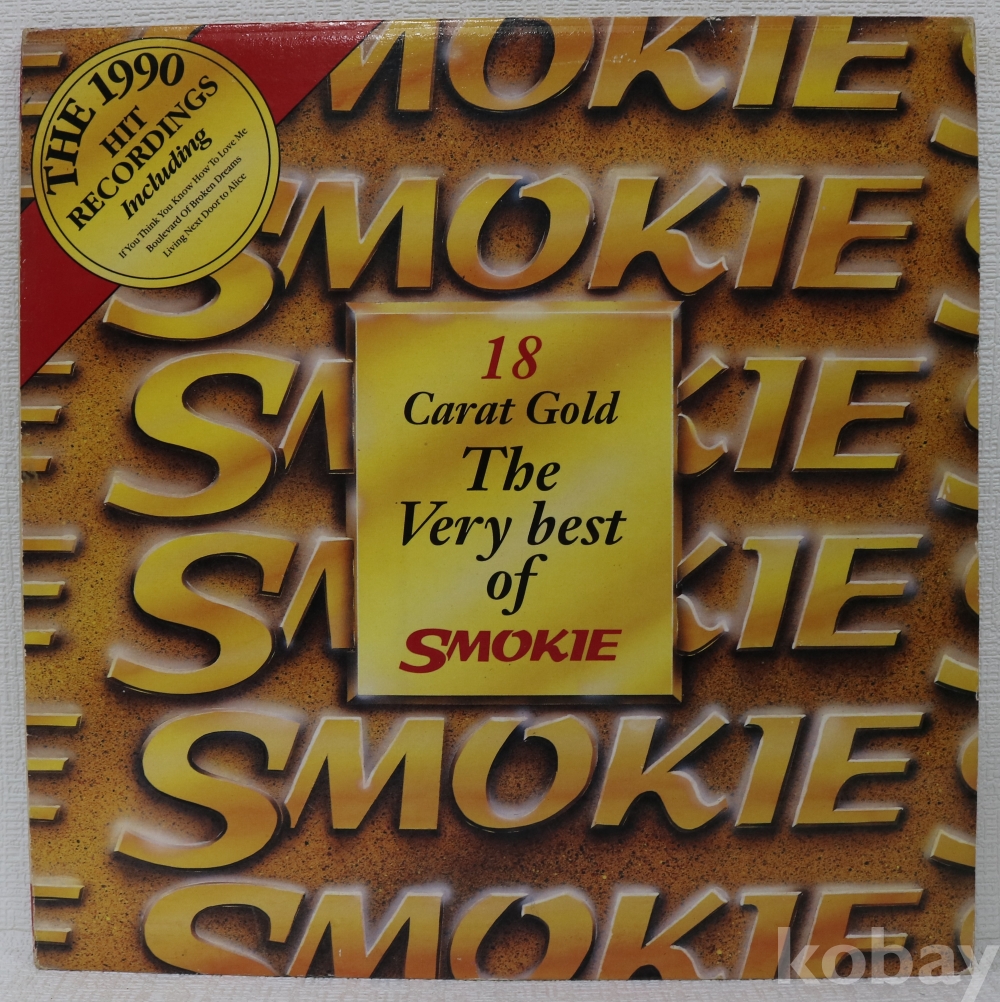 THE 1990
HIT
RECORDINGS
Including
If You Think You Know How To Love Me
Boulevard Of Broken Dreams
Living Next Door to Alice
SMOKIE
SMOKIE
18
Carat Gold
The
Very best
of
SMOKIE
SMOKIE
SMOKIE
SMOKIE
SMOKIE
kobay